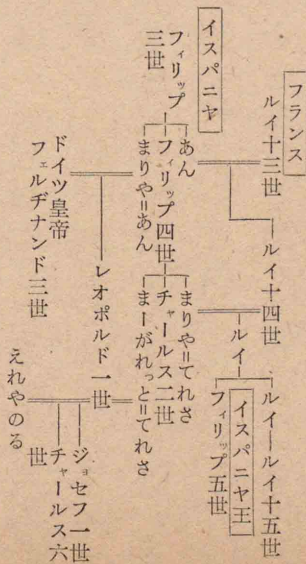 フランス
ルイ十三世
ルイ十四世
ルイ
ルイ
ルイ十五世
イスパニヤ王
フィリップ五世
イスパニヤ
フィリップ三世
あん
フィリップ四世
まりや=あん
まりや=てれさ
チャールス二世
まーがれっと=てれさ
ドイツ皇帝
フェルヂナンド三世
レオポルド一世
ジョセフ一世
チャールス六世
えれやのる